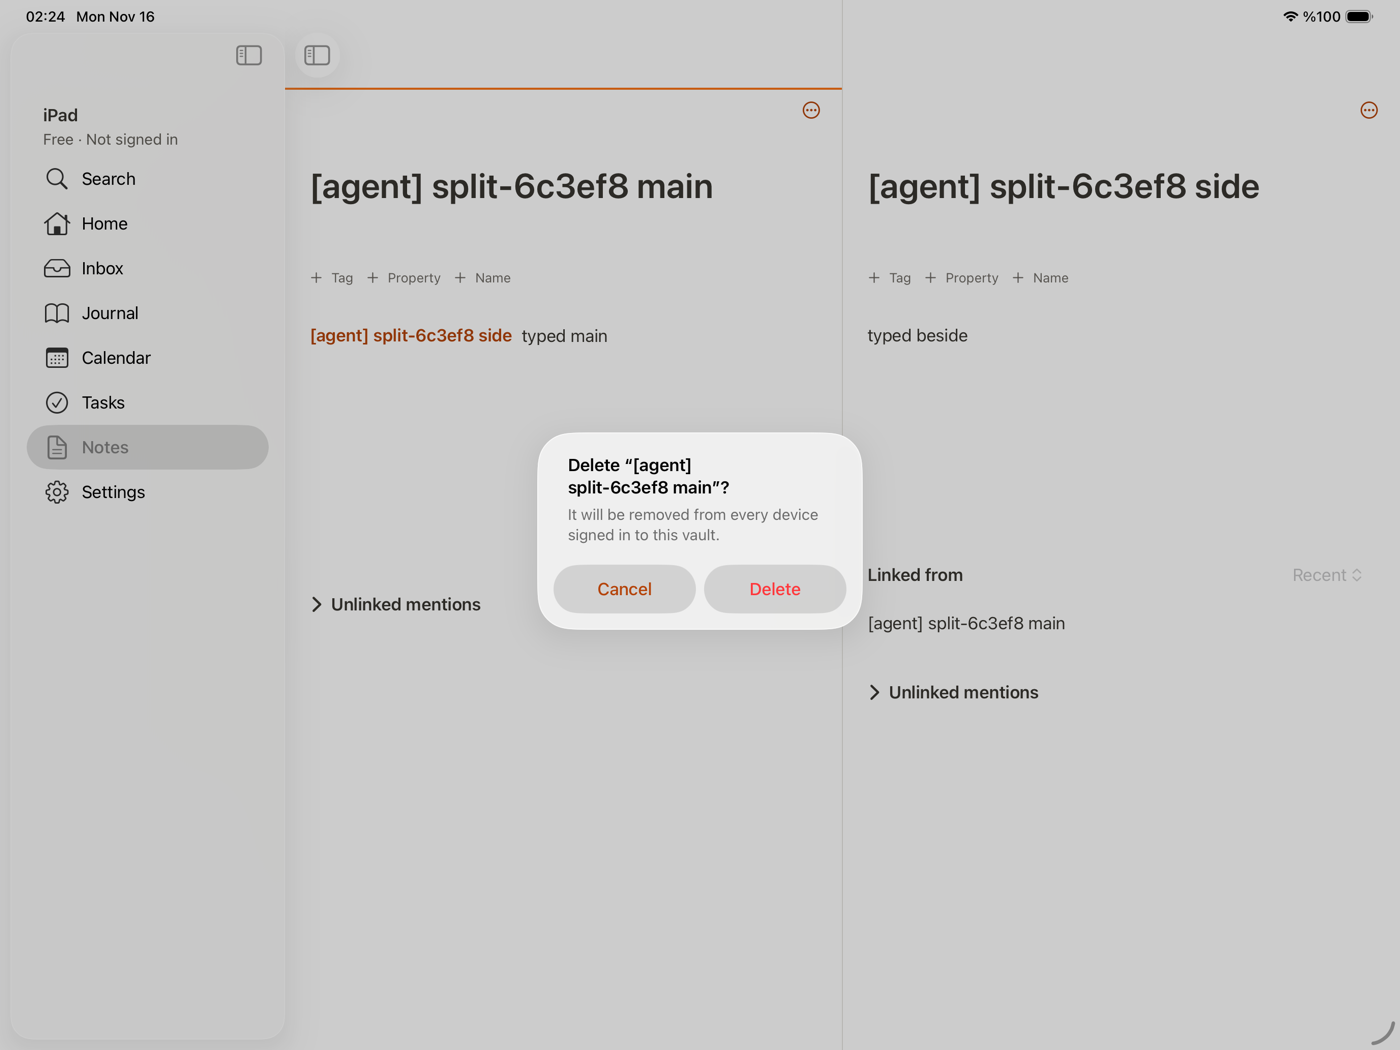 02:24 Mon Nov 16
%100
iPad
Free · Not signed in
Search
Home
Inbox
Journal
Calendar
Tasks
Notes
Settings
[agent] split-6c3ef8 main
+ Tag + Property + Name
[agent] split-6c3ef8 side typed main
Unlinked mentions
[agent] split-6c3ef8 side
+ Tag + Property + Name
typed beside
Linked from
Recent
[agent] split-6c3ef8 main
Unlinked mentions
Delete “[agent]
split-6c3ef8 main”?
It will be removed from every device
signed in to this vault.
Cancel
Delete